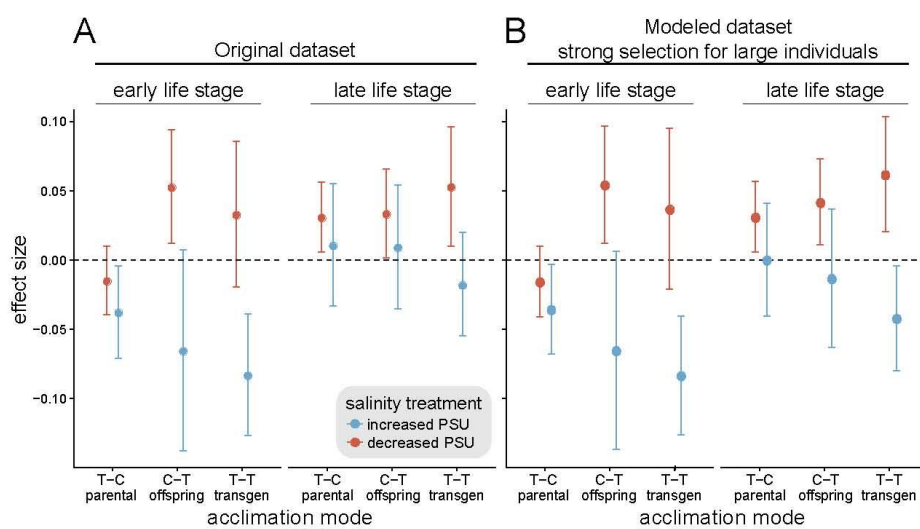 A
Original dataset
early life stage
late life stage
B
Modeled dataset
strong selection for large individuals
early life stage
late life stage
effect size
0.10
0.05
0.00
−0.05
−0.10
salinity treatment
increased PSU
decreased PSU
T−C
parental
C−T
offspring
T−T
transgen
T−C
parental
C−T
offspring
T−T
transgen
acclimation mode
T−C
parental
C−T
offspring
T−T
transgen
T−C
parental
C−T
offspring
T−T
transgen
acclimation mode